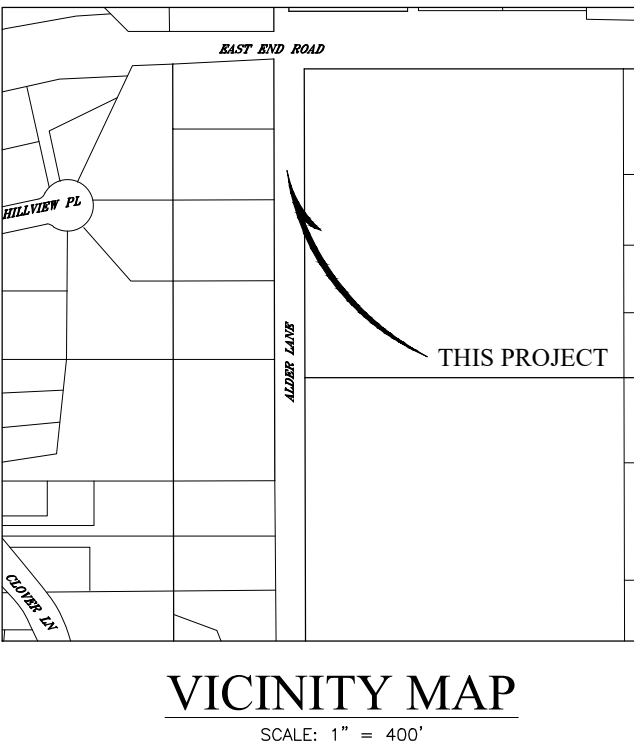 EAST END ROAD
HILLVIEW PL
ALDER LANE
THIS PROJECT
CLOVER LN
VICINITY MAP
SCALE: 1" = 400'